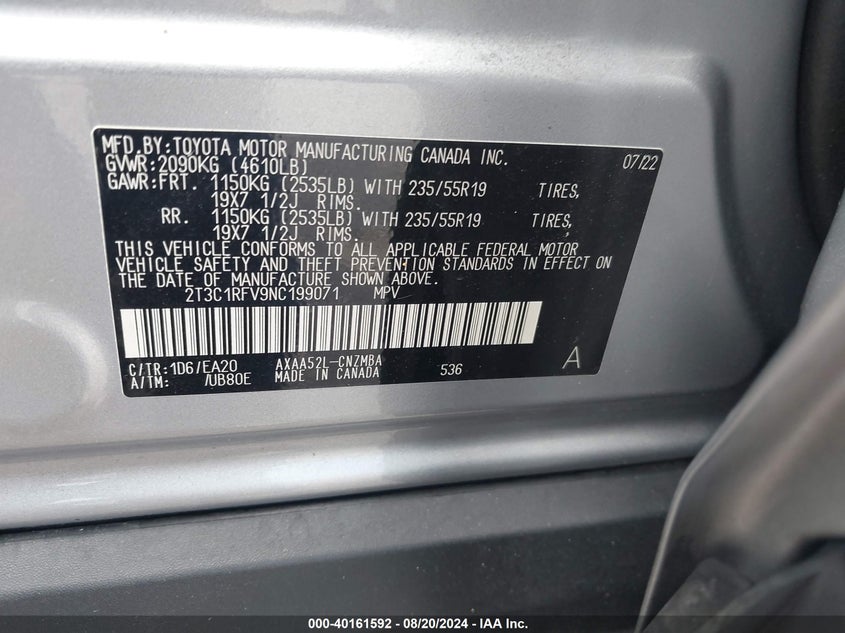 MFD.BY:TOYOTA MOTOR MANUFACTURING CANADA INC. 07/22
GVWR:2090KG (4610LB)
GAWR:FRT. 1150KG (2535LB) WITH 235/55R19 TIRES,
19X7 1/2J RIMS.
RR. 1150KG (2535LB) WITH 235/55R19 TIRES,
19X7 1/2J RIMS.
THIS VEHICLE CONFORMS TO ALL APPLICABLE FEDERAL MOTOR
VEHICLE SAFETY AND THEFT PREVENTION STANDARDS IN EFFECT ON
THE DATE OF MANUFACTURE SHOWN ABOVE.
2T3C1RFV9NC199071 MPV
C/TR:1D6/EA20 AXAA52L-CNZMBA
A/TM: /UB80E MADE IN CANADA 536 A
000-40161592 - 08/20/2024 - IAA Inc.